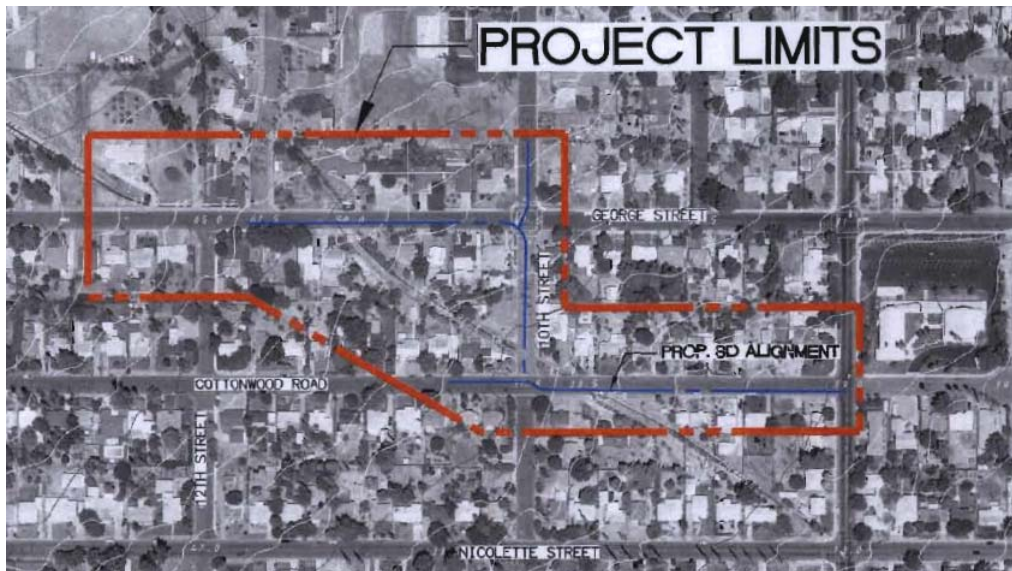 PROJECT LIMITS
GEORGE STREET
10TH STREET
PROP. SD ALIGNMENT
COTTONWOOD ROAD
12TH STREET
NICOLETTE STREET